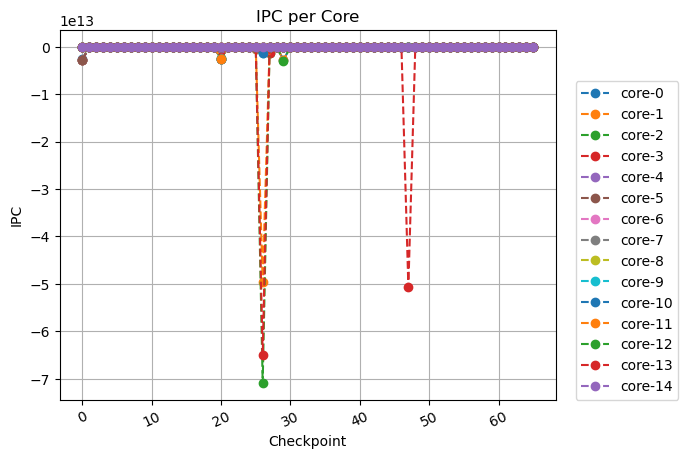 IPC per Core
1e13
0
−1
−2
−3
−4
−5
−6
−7
IPC
0 10 20 30 40 50 60
Checkpoint
core-0
core-1
core-2
core-3
core-4
core-5
core-6
core-7
core-8
core-9
core-10
core-11
core-12
core-13
core-14